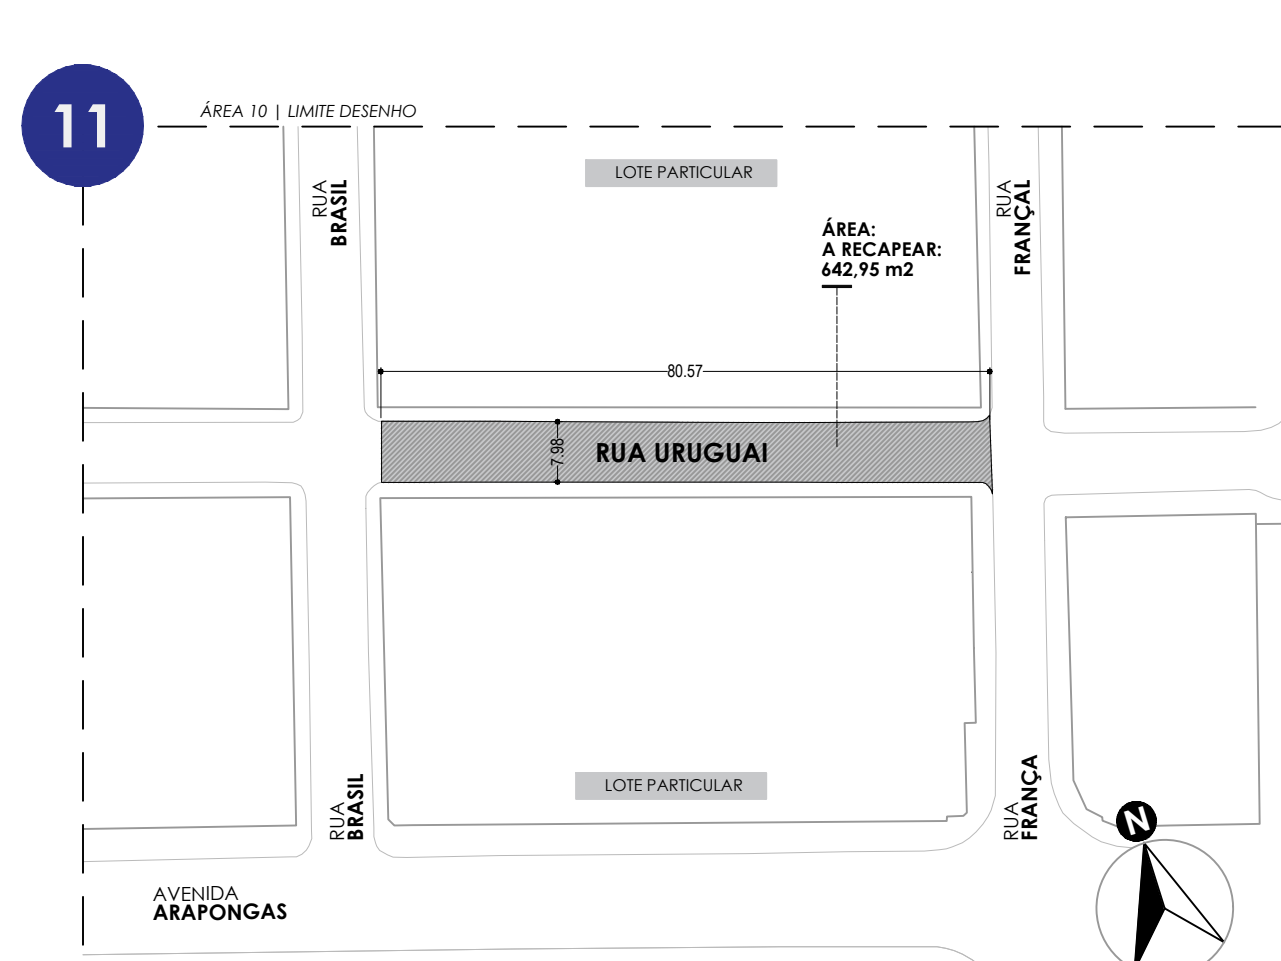 11
ÁREA 10 | LIMITE DESENHO
LOTE PARTICULAR
RUA
BRASIL
RUA
FRANÇAL
ÁREA:
A RECAPEAR:
642,95 m2
80.57
7.98
RUA URUGUAI
LOTE PARTICULAR
RUA
BRASIL
RUA
FRANÇA
N
AVENIDA
ARAPONGAS